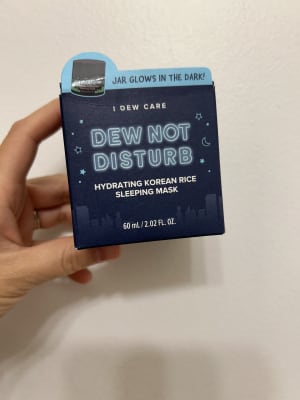 JAR GLOWS IN THE DARK!
I DEW CARE
DEW NOT
DISTURB
HYDRATING KOREAN RICE
SLEEPING MASK
60 ml / 2.02 FL. OZ.